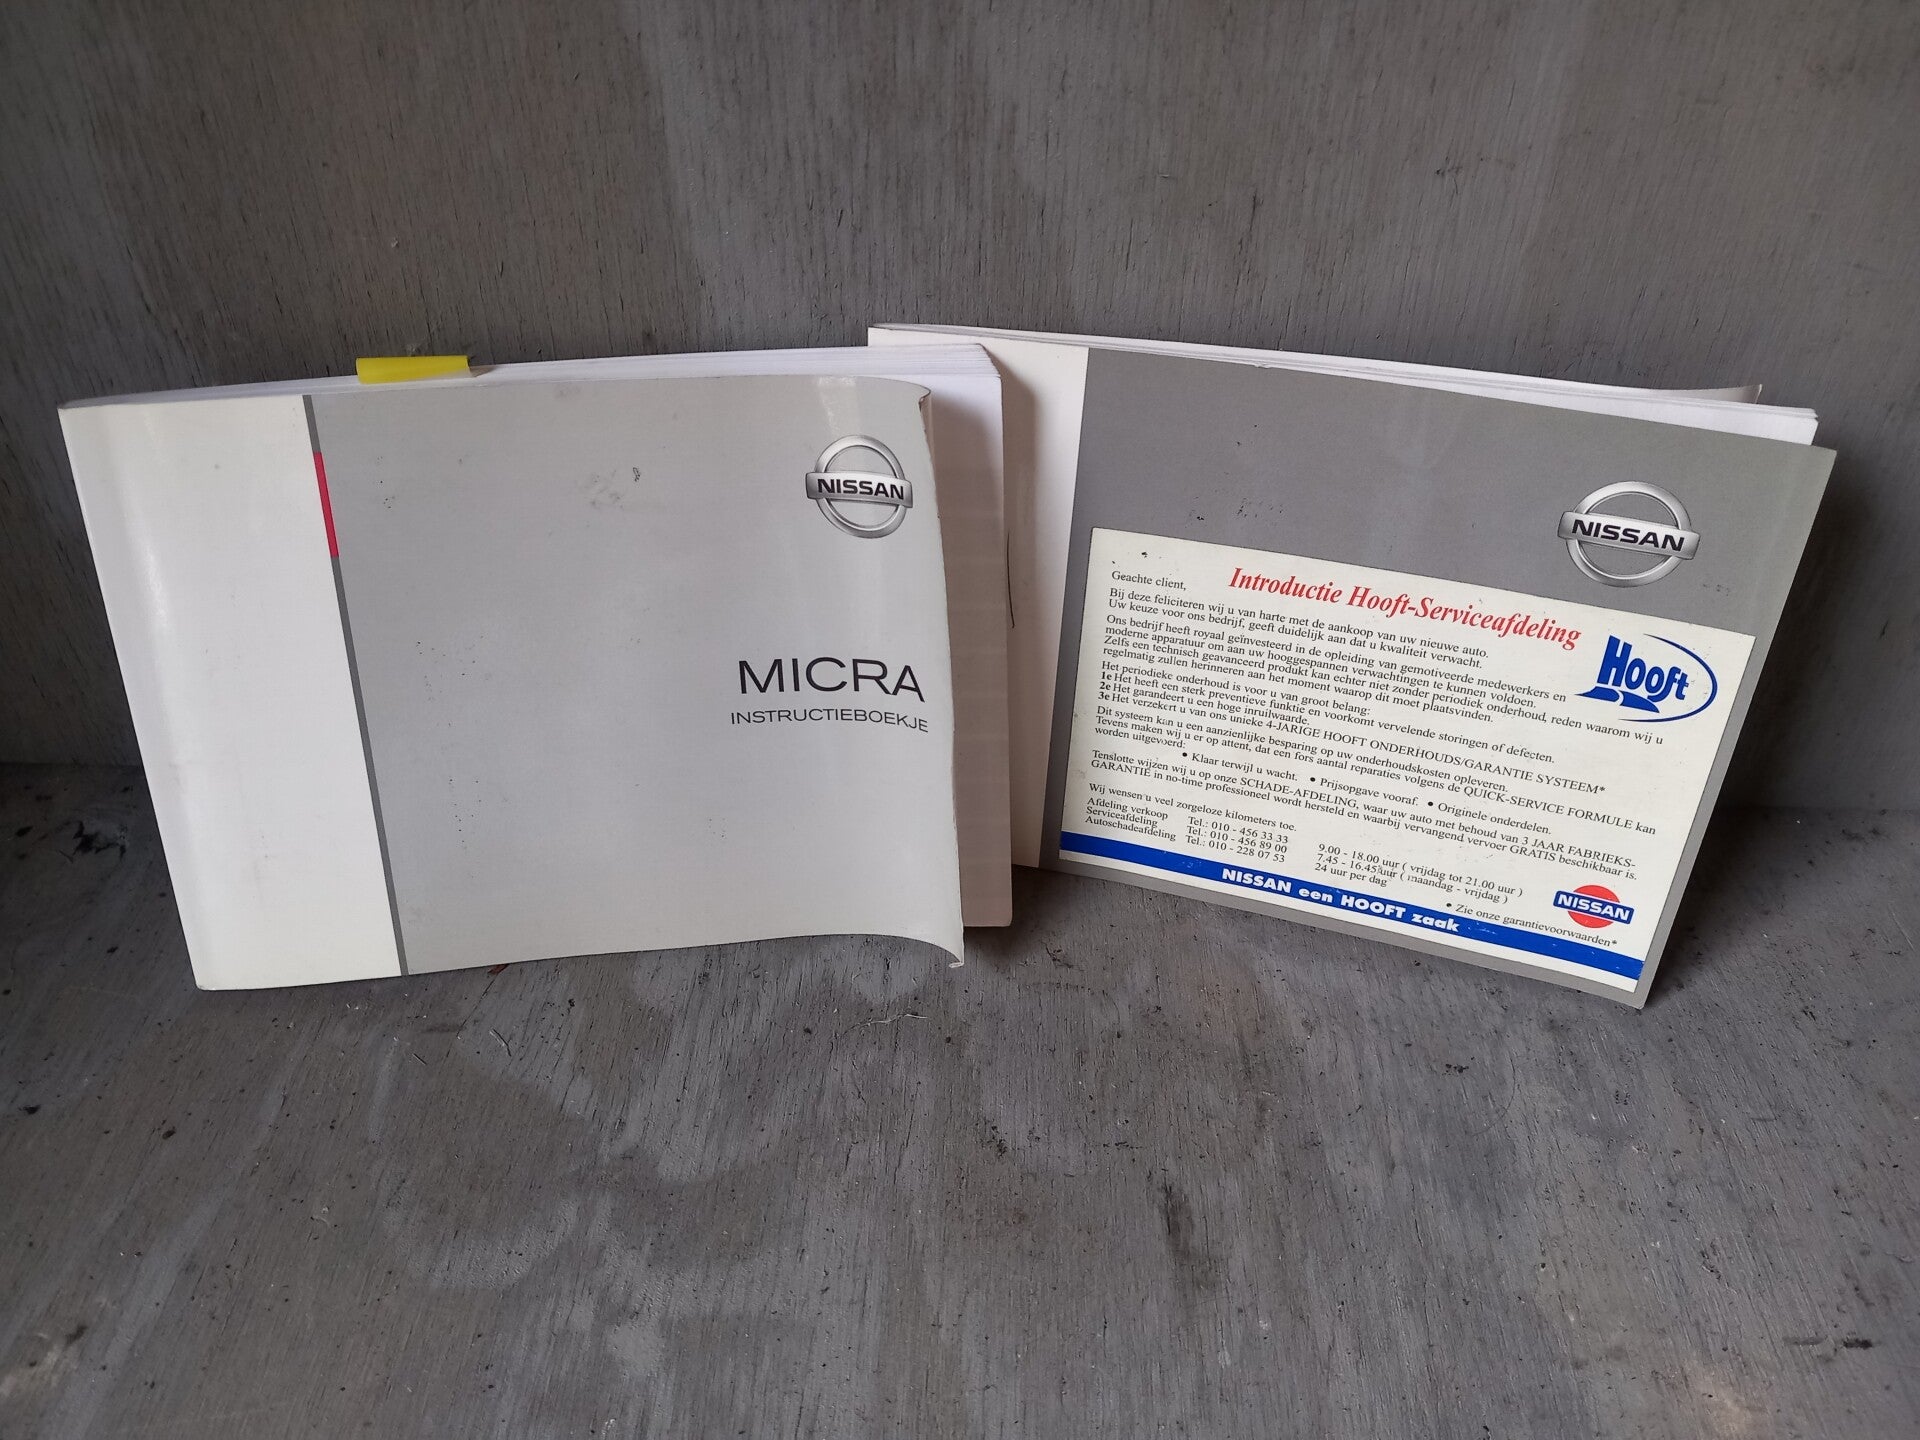 NISSAN
MICRA
INSTRUCTIEBOEKJE
NISSAN
Introductie Hooft-Serviceafdeling
Geachte client,
Hooft
Bij deze feliciteren wij u van harte met de aankoop van uw nieuwe auto.
Uw keuze voor ons bedrijf, geeft duidelijk aan dat u kwaliteit verwacht.
Ons bedrijf heeft royaal geïnvesteerd in de opleiding van gemotiveerde medewerkers en
moderne apparatuur om aan uw hooggespannen verwachtingen te kunnen voldoen.
Zelfs een technisch geavanceerd produkt kan echter niet zonder periodiek onderhoud, reden waarom wij u
regelmatig zullen herinneren aan het moment waarop dit moet plaatsvinden.
Het periodieke onderhoud is voor u van groot belang:
1e Het heeft een sterk preventieve funktie en voorkomt vervelende storingen of defecten.
2e Het garandeert u een hoge inruilwaarde.
3e Het verzekert u van ons unieke 4-JARIGE HOOFT ONDERHOUDS/GARANTIE SYSTEEM*
Dit systeem kan u een aanzienlijke besparing op uw onderhoudskosten opleveren.
Tevens maken wij u er op attent, dat een fors aantal reparaties volgens de QUICK-SERVICE FORMULE kan
worden uitgevoerd:
• Klaar terwijl u wacht. • Prijsopgave vooraf. • Originele onderdelen.
Tenslotte wijzen wij u op onze SCHADE-AFDELING, waar uw auto met behoud van 3 JAAR FABRIEKS-
GARANTIE in no-time professioneel wordt hersteld en waarbij vervangend vervoer GRATIS beschikbaar is.
Wij wensen u veel zorgeloze kilometers toe.
Afdeling verkoop Tel.: 010 - 456 33 33 9.00 - 18.00 uur ( vrijdag tot 21.00 uur )
Serviceafdeling Tel.: 010 - 456 89 00 7.45 - 16.45 uur ( maandag - vrijdag )
Autoschadeafdeling Tel.: 010 - 228 07 53 24 uur per dag
• Zie onze garantievoorwaarden*
NISSAN
NISSAN een HOOFT zaak